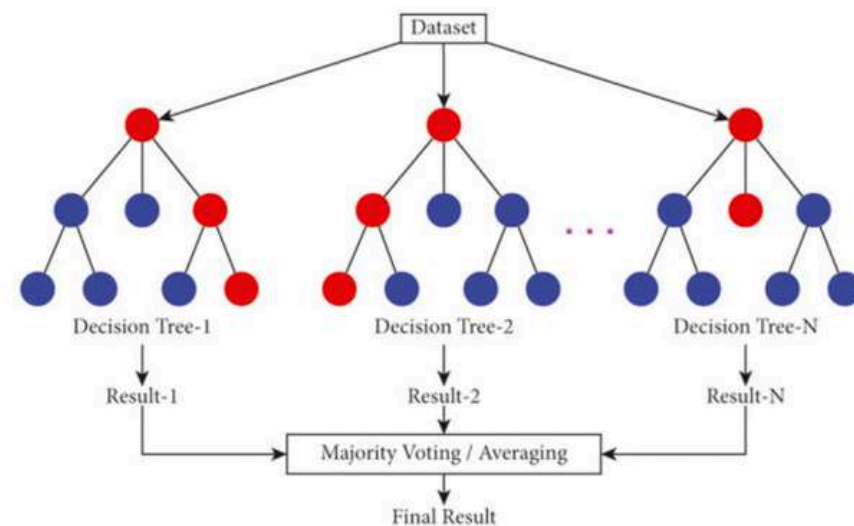 Dataset
Decision Tree-1
Decision Tree-2
Decision Tree-N
Result-1
Result-2
Result-N
Majority Voting / Averaging
Final Result